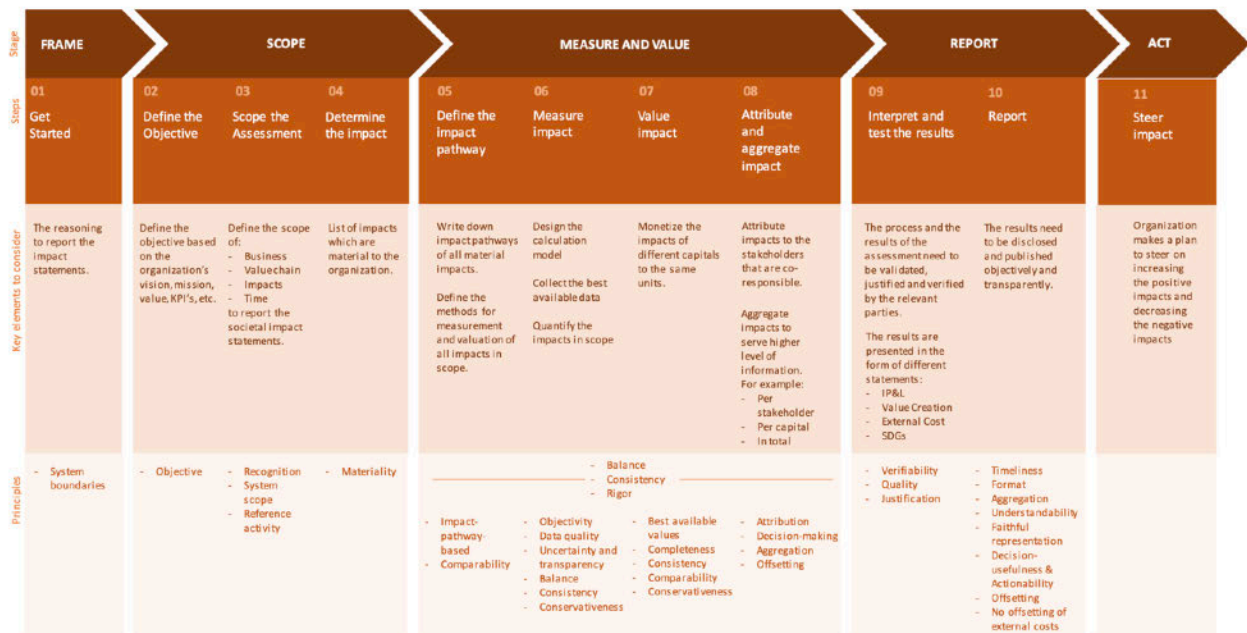 Stage
FRAME
SCOPE
MEASURE AND VALUE
REPORT
ACT
Steps
01
Get
Started
02
Define the
Objective
03
Scope the
Assessment
04
Determine
the impact
05
Define the
impact
pathway
06
Measure
impact
07
Value
impact
08
Attribute
and
aggregate
impact
09
Interpret and
test the results
10
Report
11
Steer
impact
Key elements to consider
The reasoning
to report the
impact
statements.
Define the
objective based
on the
organization's
vision, mission,
value, KPI's, etc.
Define the scope
of:
- Business
- Value chain
- Impacts
- Time
to report the
societal impact
statements.
List of impacts
which are
material to the
organization.
Write down
impact pathways
of all material
impacts.
Define the
methods for
measurement
and valuation of
all impacts in
scope.
Design the
calculation
model
Collect the best
available data
Quantify the
impacts in scope
Monetize the
impacts of
different capitals
to the same
units.
Attribute
impacts to the
stakeholders
that are co-
responsible.
Aggregate
impacts to
serve higher
level of
information.
For example:
- Per
stakeholder
- Per capital
- In total
The process and the
results of the
assessment need to
be validated,
justified and verified
by the relevant
parties.
The results are
presented in the
form of different
statements:
- IP&L
- Value Creation
- External Cost
- SDGs
The results need
to be disclosed
and published
objectively and
transparently.
Organization
makes a plan
to steer on
increasing
the positive
impacts and
decreasing
the negative
impacts
Principles
- System
boundaries
- Objective
- Recognition
- System
scope
- Reference
activity
- Materiality
- Balance
- Consistency
- Rigor
- Impact-
pathway-
based
- Comparability
- Objectivity
- Data quality
- Uncertainty and
transparency
- Balance
- Consistency
- Conservativeness
- Best available
values
- Completeness
- Consistency
- Comparability
- Conservativeness
- Attribution
- Decision-making
- Aggregation
- Offsetting
- Verifiability
- Quality
- Justification
- Timeliness
- Format
- Aggregation
- Understandability
- Faithful
representation
- Decision-
usefulness &
Actionability
- Offsetting
- No offsetting of
external costs